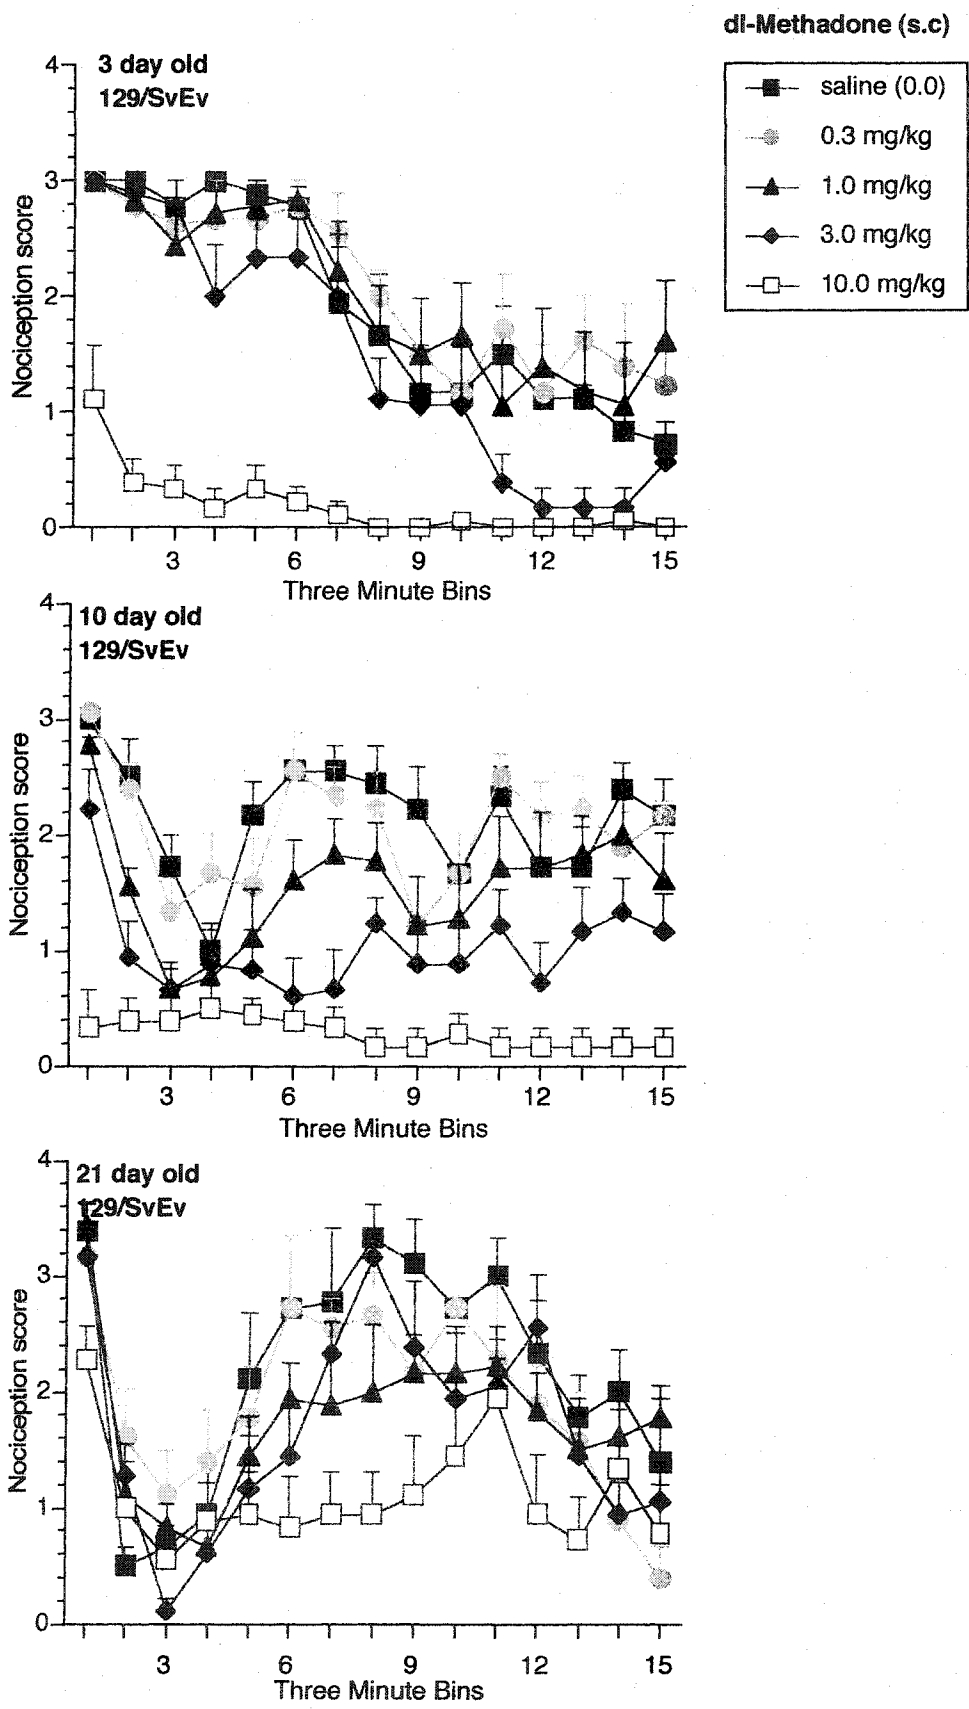 dl-Methadone (s.c)
saline (0.0)
0.3 mg/kg
1.0 mg/kg
3.0 mg/kg
10.0 mg/kg
3 day old
129/SvEv
Nociception score
4
3
2
1
0
3 6 9 12 15
Three Minute Bins
10 day old
129/SvEv
Nociception score
4
3
2
1
0
3 6 9 12 15
Three Minute Bins
21 day old
129/SvEv
Nociception score
4
3
2
1
0
3 6 9 12 15
Three Minute Bins